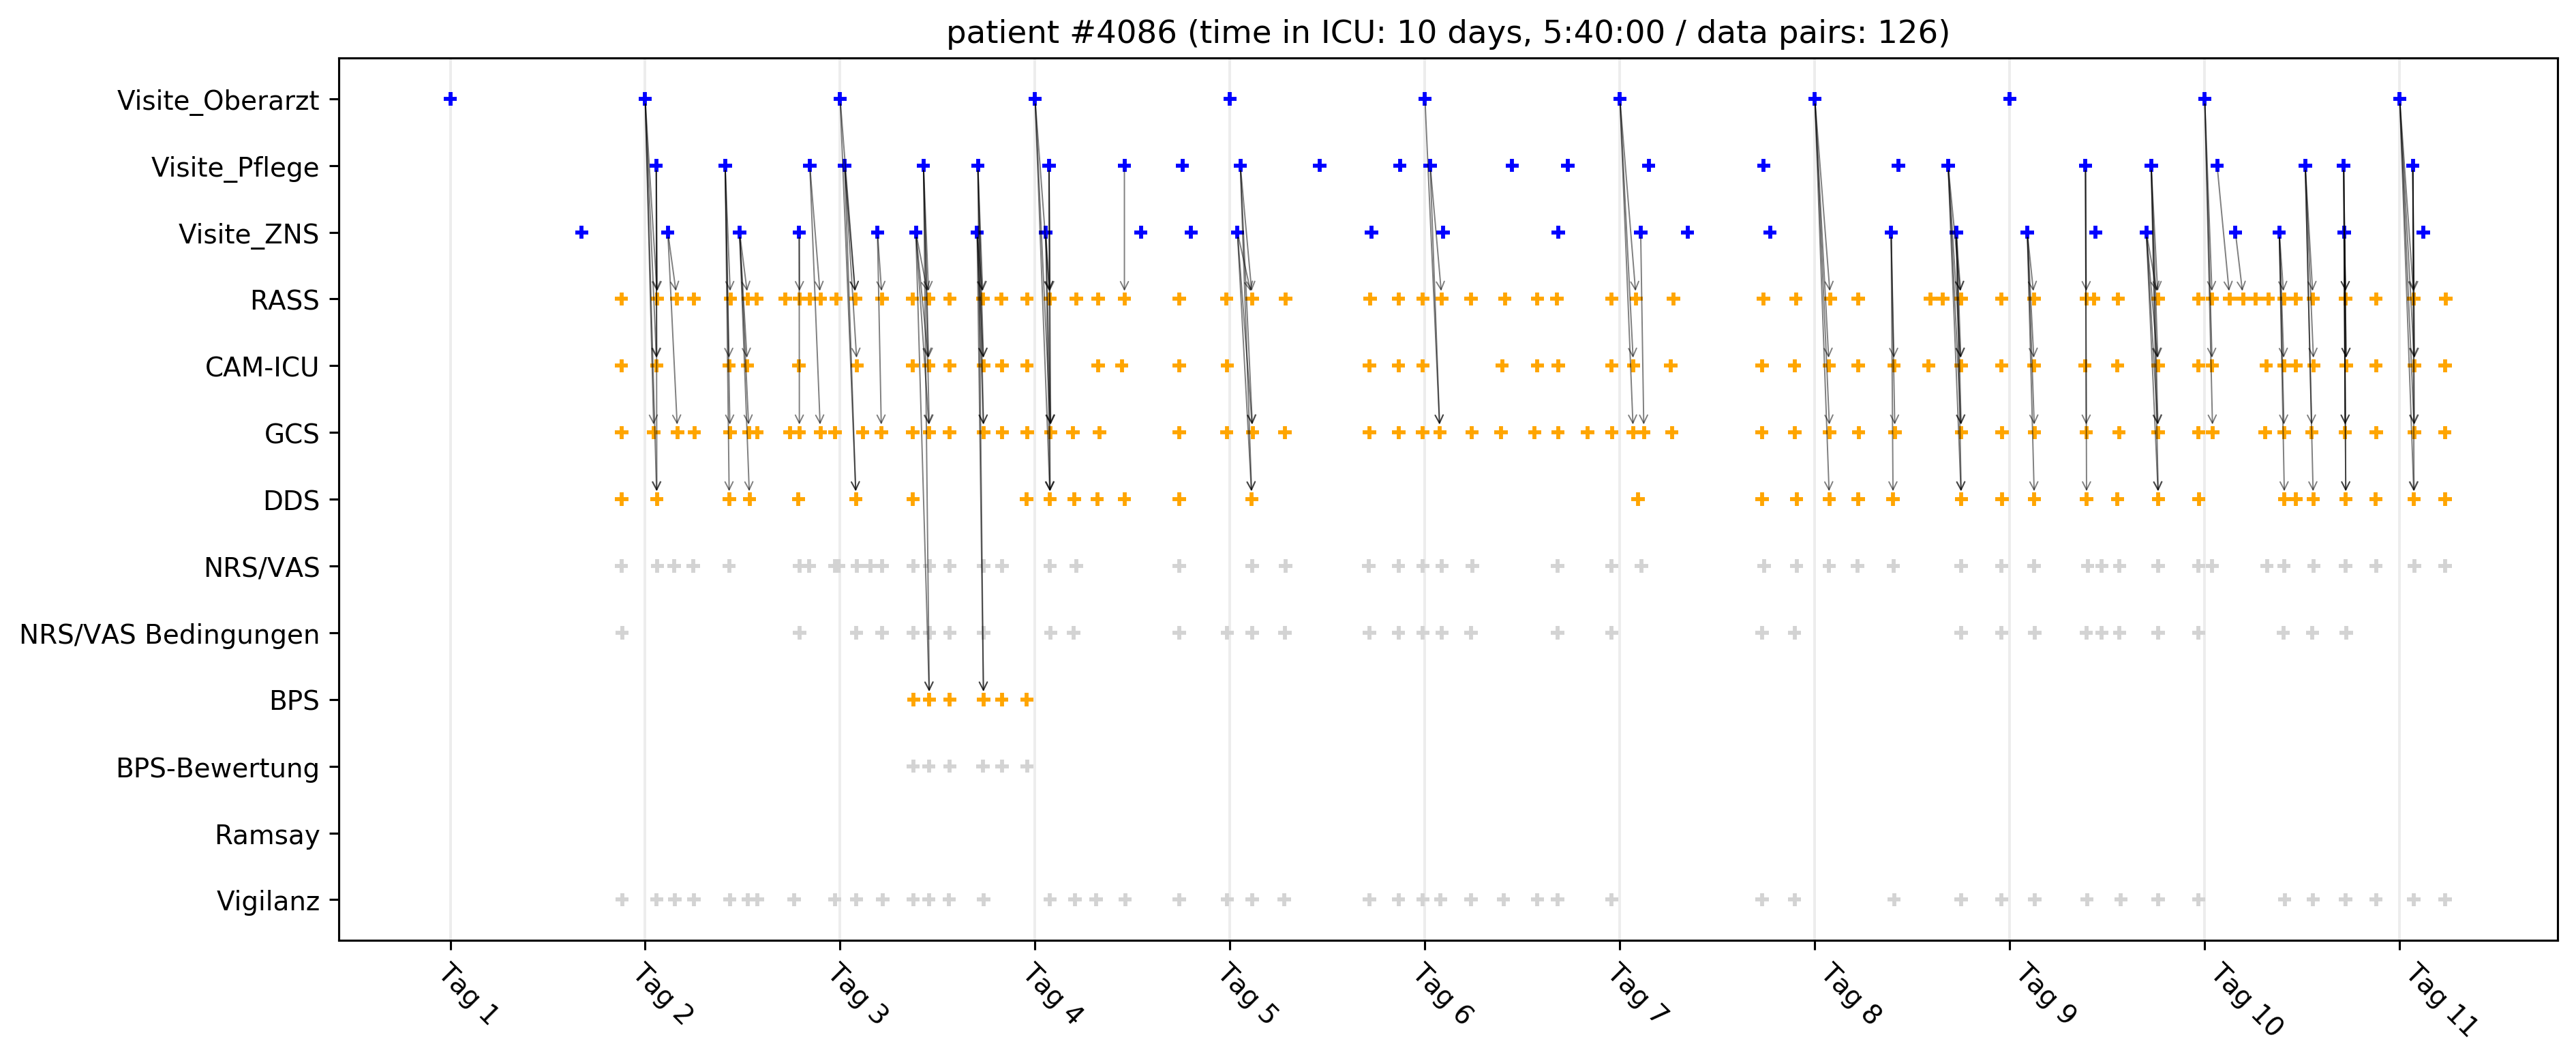 patient #4086 (time in ICU: 10 days, 5:40:00 / data pairs: 126)
Visite_Oberarzt
Visite_Pflege
Visite_ZNS
RASS
CAM-ICU
GCS
DDS
NRS/VAS
NRS/VAS Bedingungen
BPS
BPS-Bewertung
Ramsay
Vigilanz
Tag 1
Tag 2
Tag 3
Tag 4
Tag 5
Tag 6
Tag 7
Tag 8
Tag 9
Tag 10
Tag 11